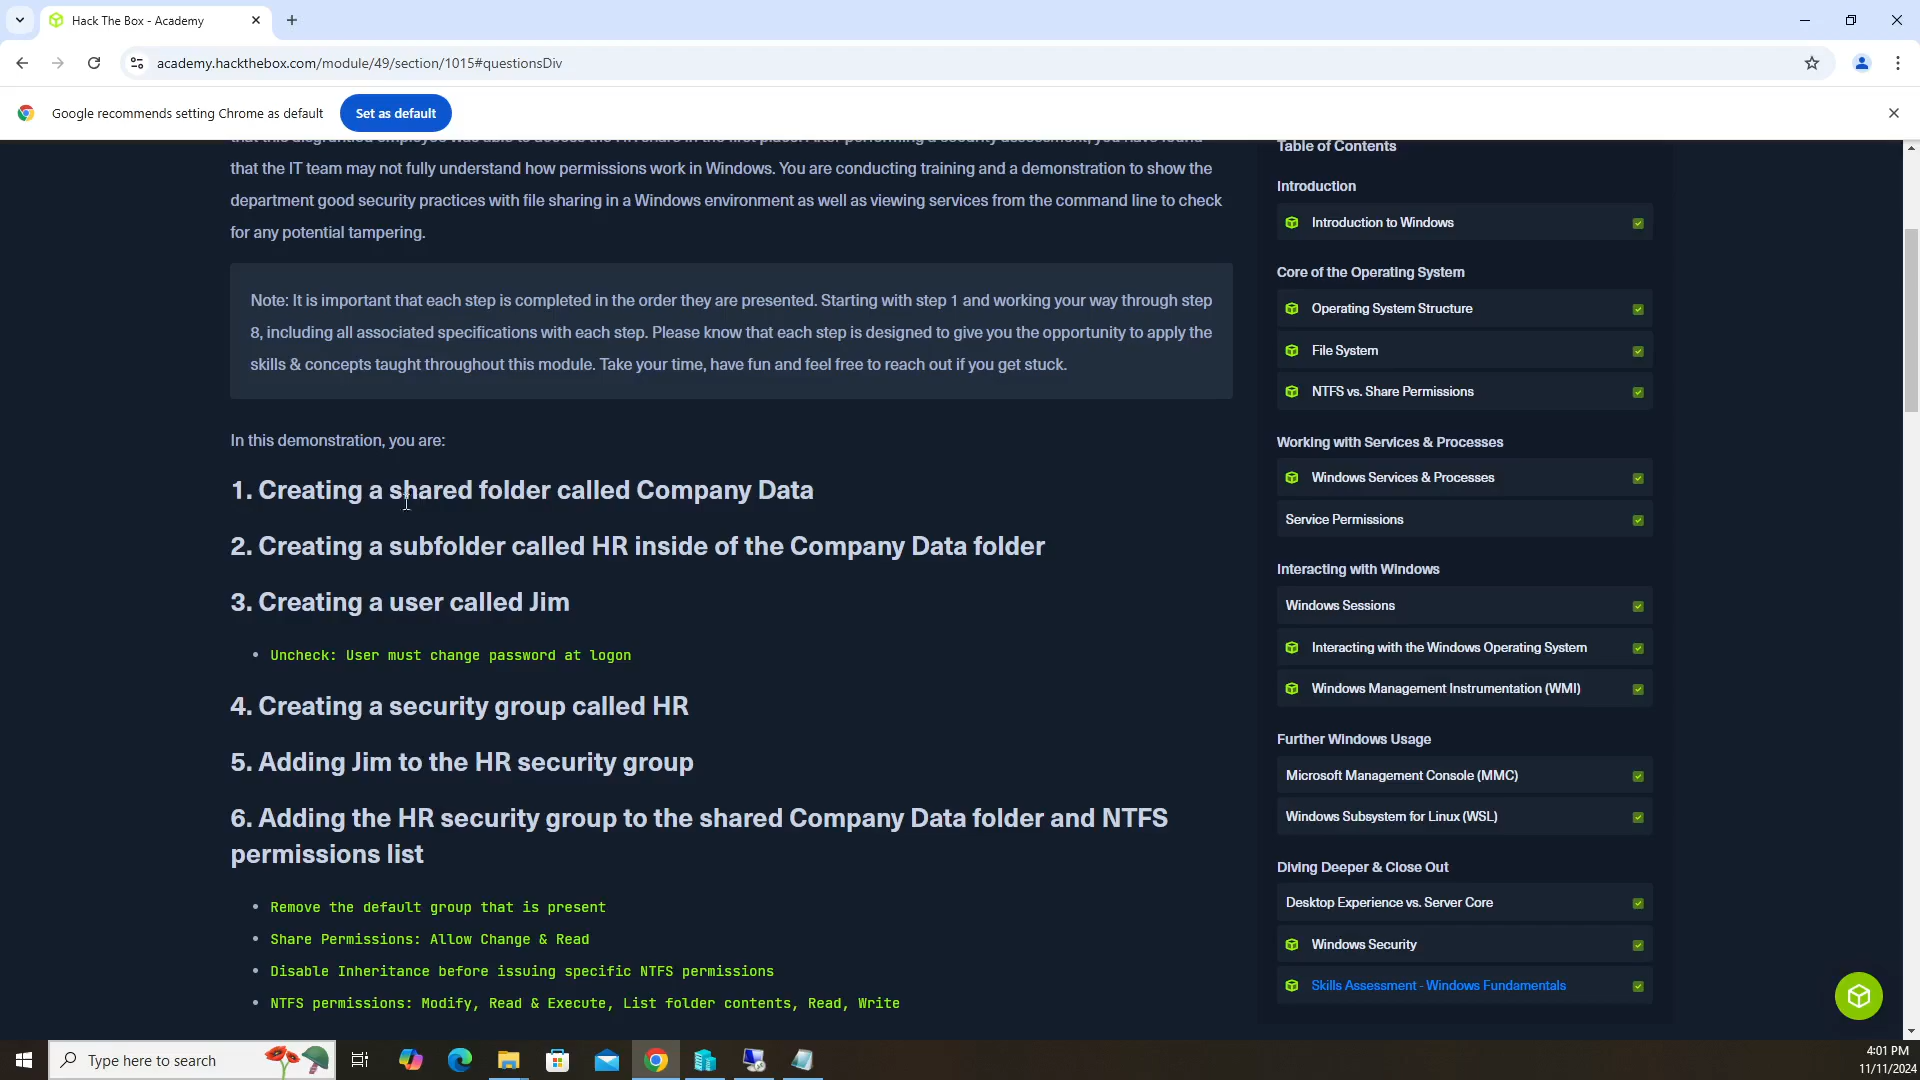 Hack The Box - Academy
academy.hackthebox.com/module/49/section/1015#questionsDiv
Google recommends setting Chrome as default
Set as default
that the IT team may not fully understand how permissions work in Windows. You are conducting training and a demonstration to show the
department good security practices with file sharing in a Windows environment as well as viewing services from the command line to check
for any potential tampering.
Note: It is important that each step is completed in the order they are presented. Starting with step 1 and working your way through step
8, including all associated specifications with each step. Please know that each step is designed to give you the opportunity to apply the
skills & concepts taught throughout this module. Take your time, have fun and feel free to reach out if you get stuck.
In this demonstration, you are:
1. Creating a shared folder called Company Data
2. Creating a subfolder called HR inside of the Company Data folder
3. Creating a user called Jim
• Uncheck: User must change password at logon
4. Creating a security group called HR
5. Adding Jim to the HR security group
6. Adding the HR security group to the shared Company Data folder and NTFS
permissions list
• Remove the default group that is present
• Share Permissions: Allow Change & Read
• Disable Inheritance before issuing specific NTFS permissions
• NTFS permissions: Modify, Read & Execute, List folder contents, Read, Write
Table of Contents
Introduction
Introduction to Windows
Core of the Operating System
Operating System Structure
File System
NTFS vs. Share Permissions
Working with Services & Processes
Windows Services & Processes
Service Permissions
Interacting with Windows
Windows Sessions
Interacting with the Windows Operating System
Windows Management Instrumentation (WMI)
Further Windows Usage
Microsoft Management Console (MMC)
Windows Subsystem for Linux (WSL)
Diving Deeper & Close Out
Desktop Experience vs. Server Core
Windows Security
Skills Assessment - Windows Fundamentals
Type here to search
4:01 PM
11/11/2024